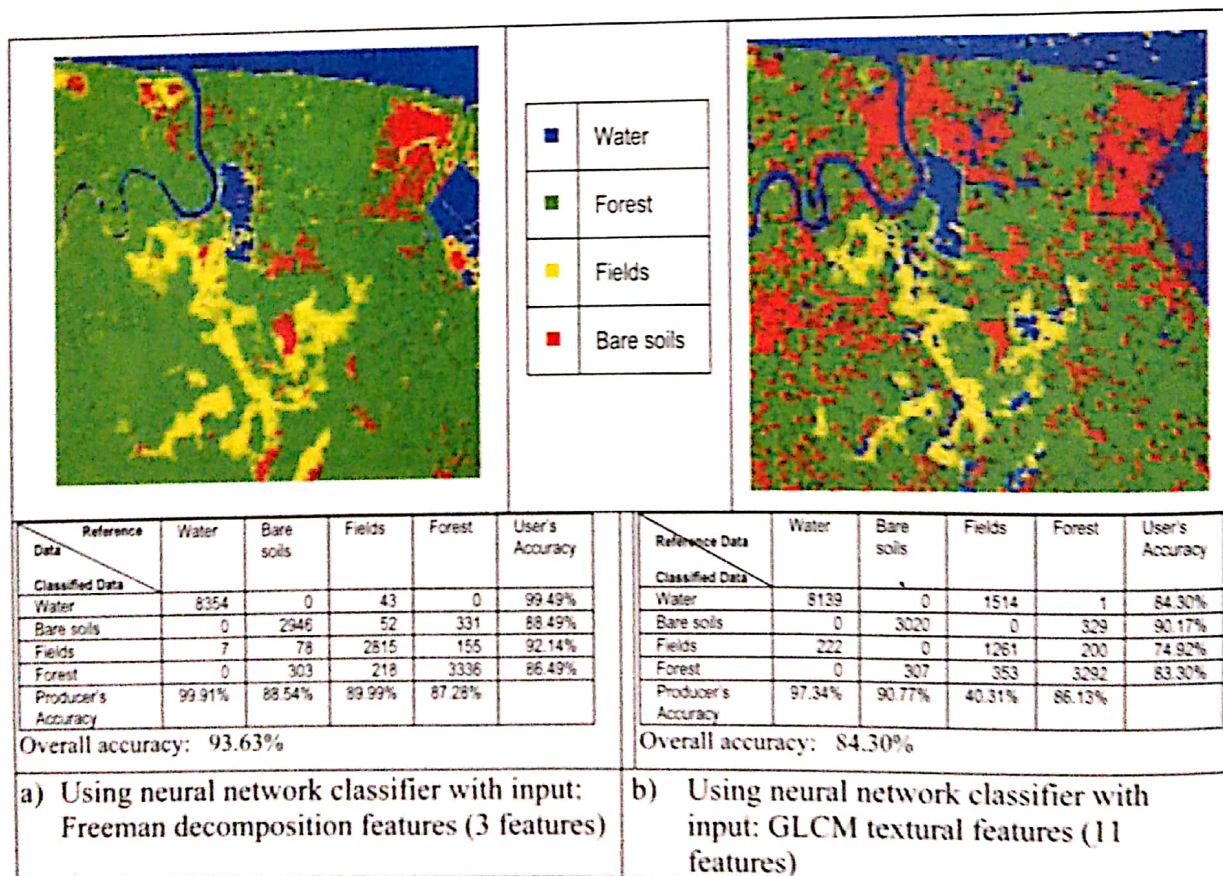 Water
Forest
Fields
Bare soils
Reference Data Water Bare soils Fields Forest User's Accuracy
Classified Data
Water 8354 0 43 0 99.49%
Bare soils 0 2946 52 331 88.49%
Fields 7 78 2815 155 92.14%
Forest 0 303 218 3336 86.49%
Producer's Accuracy 99.91% 88.54% 89.99% 87.28%
Overall accuracy: 93.63%
a) Using neural network classifier with input:
Freeman decomposition features (3 features)
Reference Data Water Bare soils Fields Forest User's Accuracy
Classified Data
Water 8139 0 1514 1 84.30%
Bare soils 0 3020 0 329 90.17%
Fields 222 0 1261 200 74.92%
Forest 0 307 353 3292 83.30%
Producer's Accuracy 97.34% 90.77% 40.31% 86.13%
Overall accuracy: 84.30%
b) Using neural network classifier with
input: GLCM textural features (11
features)